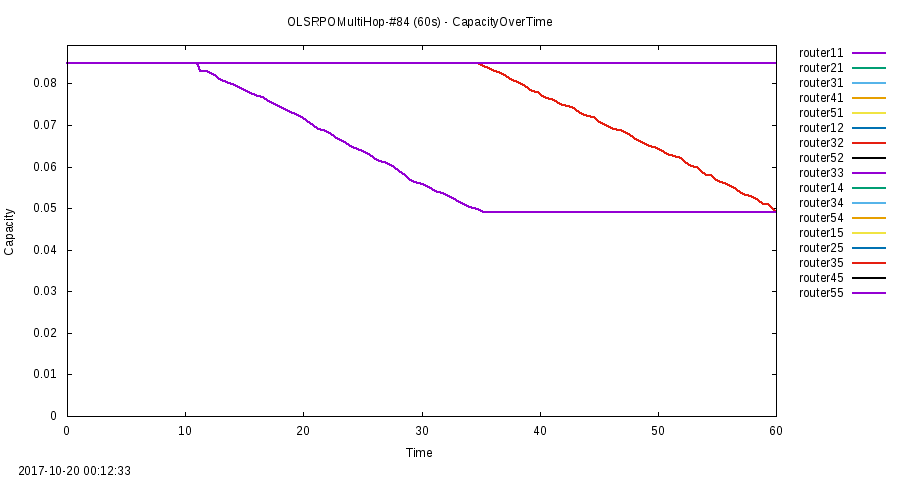 OLSRPOMultiHop-#84 (60s) - CapacityOverTime
router11
router21
router31
router41
router51
router12
router32
router52
router33
router14
router34
router54
router15
router25
router35
router45
router55
Capacity
0.08
0.07
0.06
0.05
0.04
0.03
0.02
0.01
0
0 10 20 30 40 50 60
Time
2017-10-20 00:12:33